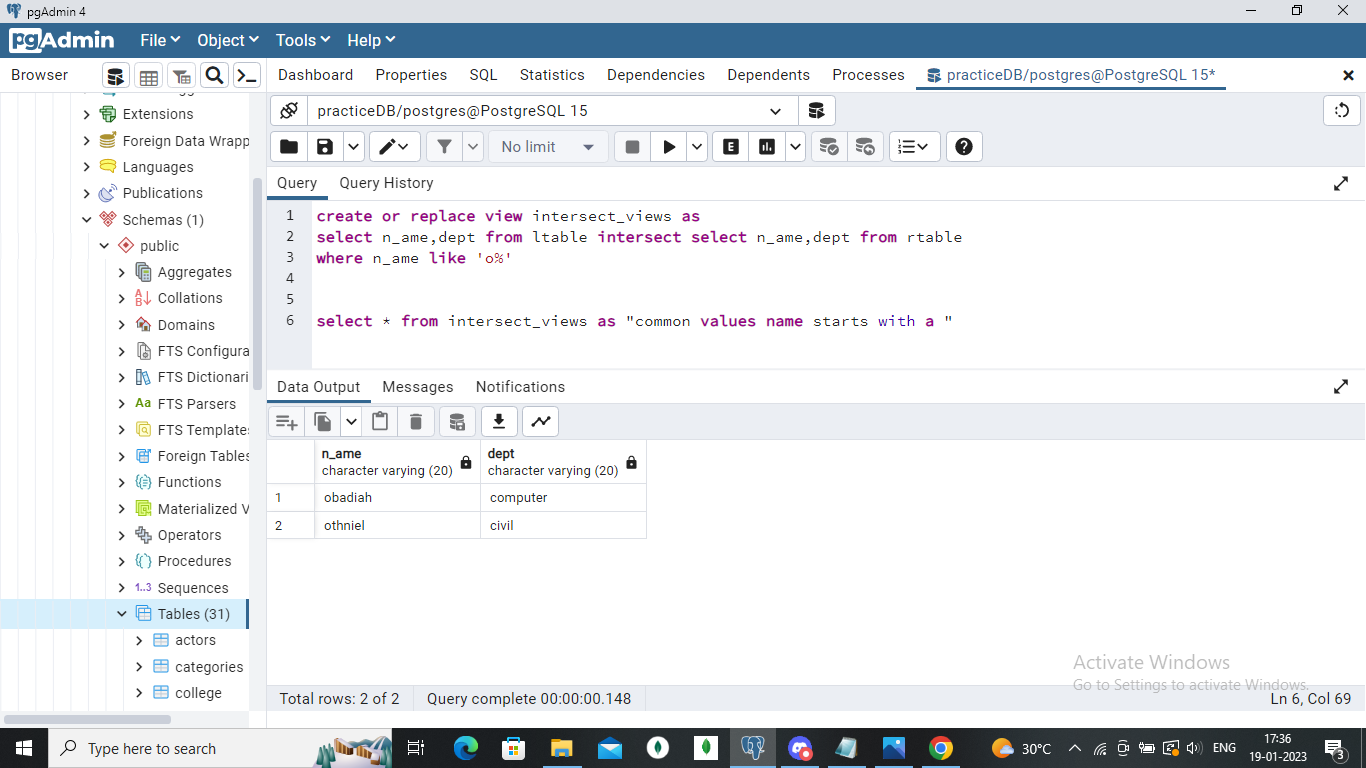 pgAdmin 4
pgAdmin File Object Tools Help
Browser
Dashboard Properties SQL Statistics Dependencies Dependents Processes practiceDB/postgres@PostgreSQL 15*
Extensions
Foreign Data Wrapp
Languages
Publications
Schemas (1)
public
Aggregates
Collations
Domains
FTS Configura
FTS Dictionari
Aa FTS Parsers
FTS Template
Foreign Tables
Functions
Materialized V
Operators
Procedures
1..3 Sequences
Tables (31)
actors
categories
college
practiceDB/postgres@PostgreSQL 15
No limit
E
Query Query History
1 create or replace view intersect_views as
2 select n_ame,dept from ltable intersect select n_ame,dept from rtable
3 where n_ame like 'o%'
4
5
6 select * from intersect_views as "common values name starts with a "
Data Output Messages Notifications
n_ame dept
character varying (20) character varying (20)
1 obadiah computer
2 othniel civil
Activate Windows
Go to Settings to activate Windows.
Total rows: 2 of 2 Query complete 00:00:00.148 Ln 6, Col 69
Type here to search
30°C
ENG
17:36
19-01-2023
3